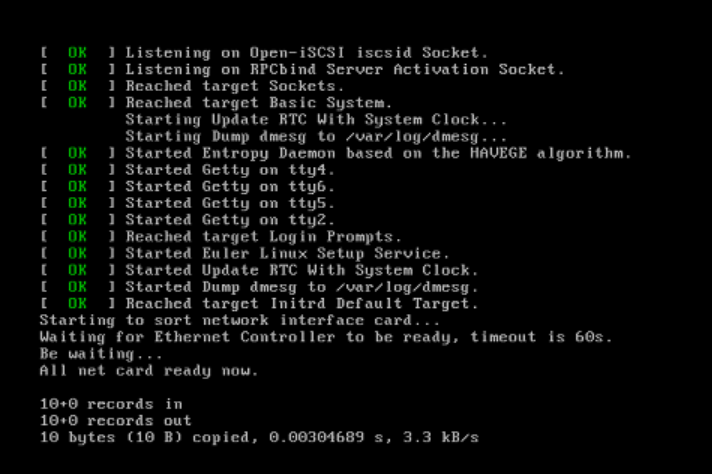 [  OK  ] Listening on Open-iSCSI iscsid Socket.
[  OK  ] Listening on RPCbind Server Activation Socket.
[  OK  ] Reached target Sockets.
[  OK  ] Reached target Basic System.
Starting Update RTC With System Clock...
Starting Dump dmesg to /var/log/dmesg...
[  OK  ] Started Entropy Daemon based on the HAVEGE algorithm.
[  OK  ] Started Getty on tty4.
[  OK  ] Started Getty on tty6.
[  OK  ] Started Getty on tty5.
[  OK  ] Started Getty on tty2.
[  OK  ] Reached target Login Prompts.
[  OK  ] Started Euler Linux Setup Service.
[  OK  ] Started Update RTC With System Clock.
[  OK  ] Started Dump dmesg to /var/log/dmesg.
[  OK  ] Reached target Initrd Default Target.
Starting to sort network interface card...
Waiting for Ethernet Controller to be ready, timeout is 60s.
Be waiting...
All net card ready now.
10+0 records in
10+0 records out
10 bytes (10 B) copied, 0.00304689 s, 3.3 kB/s